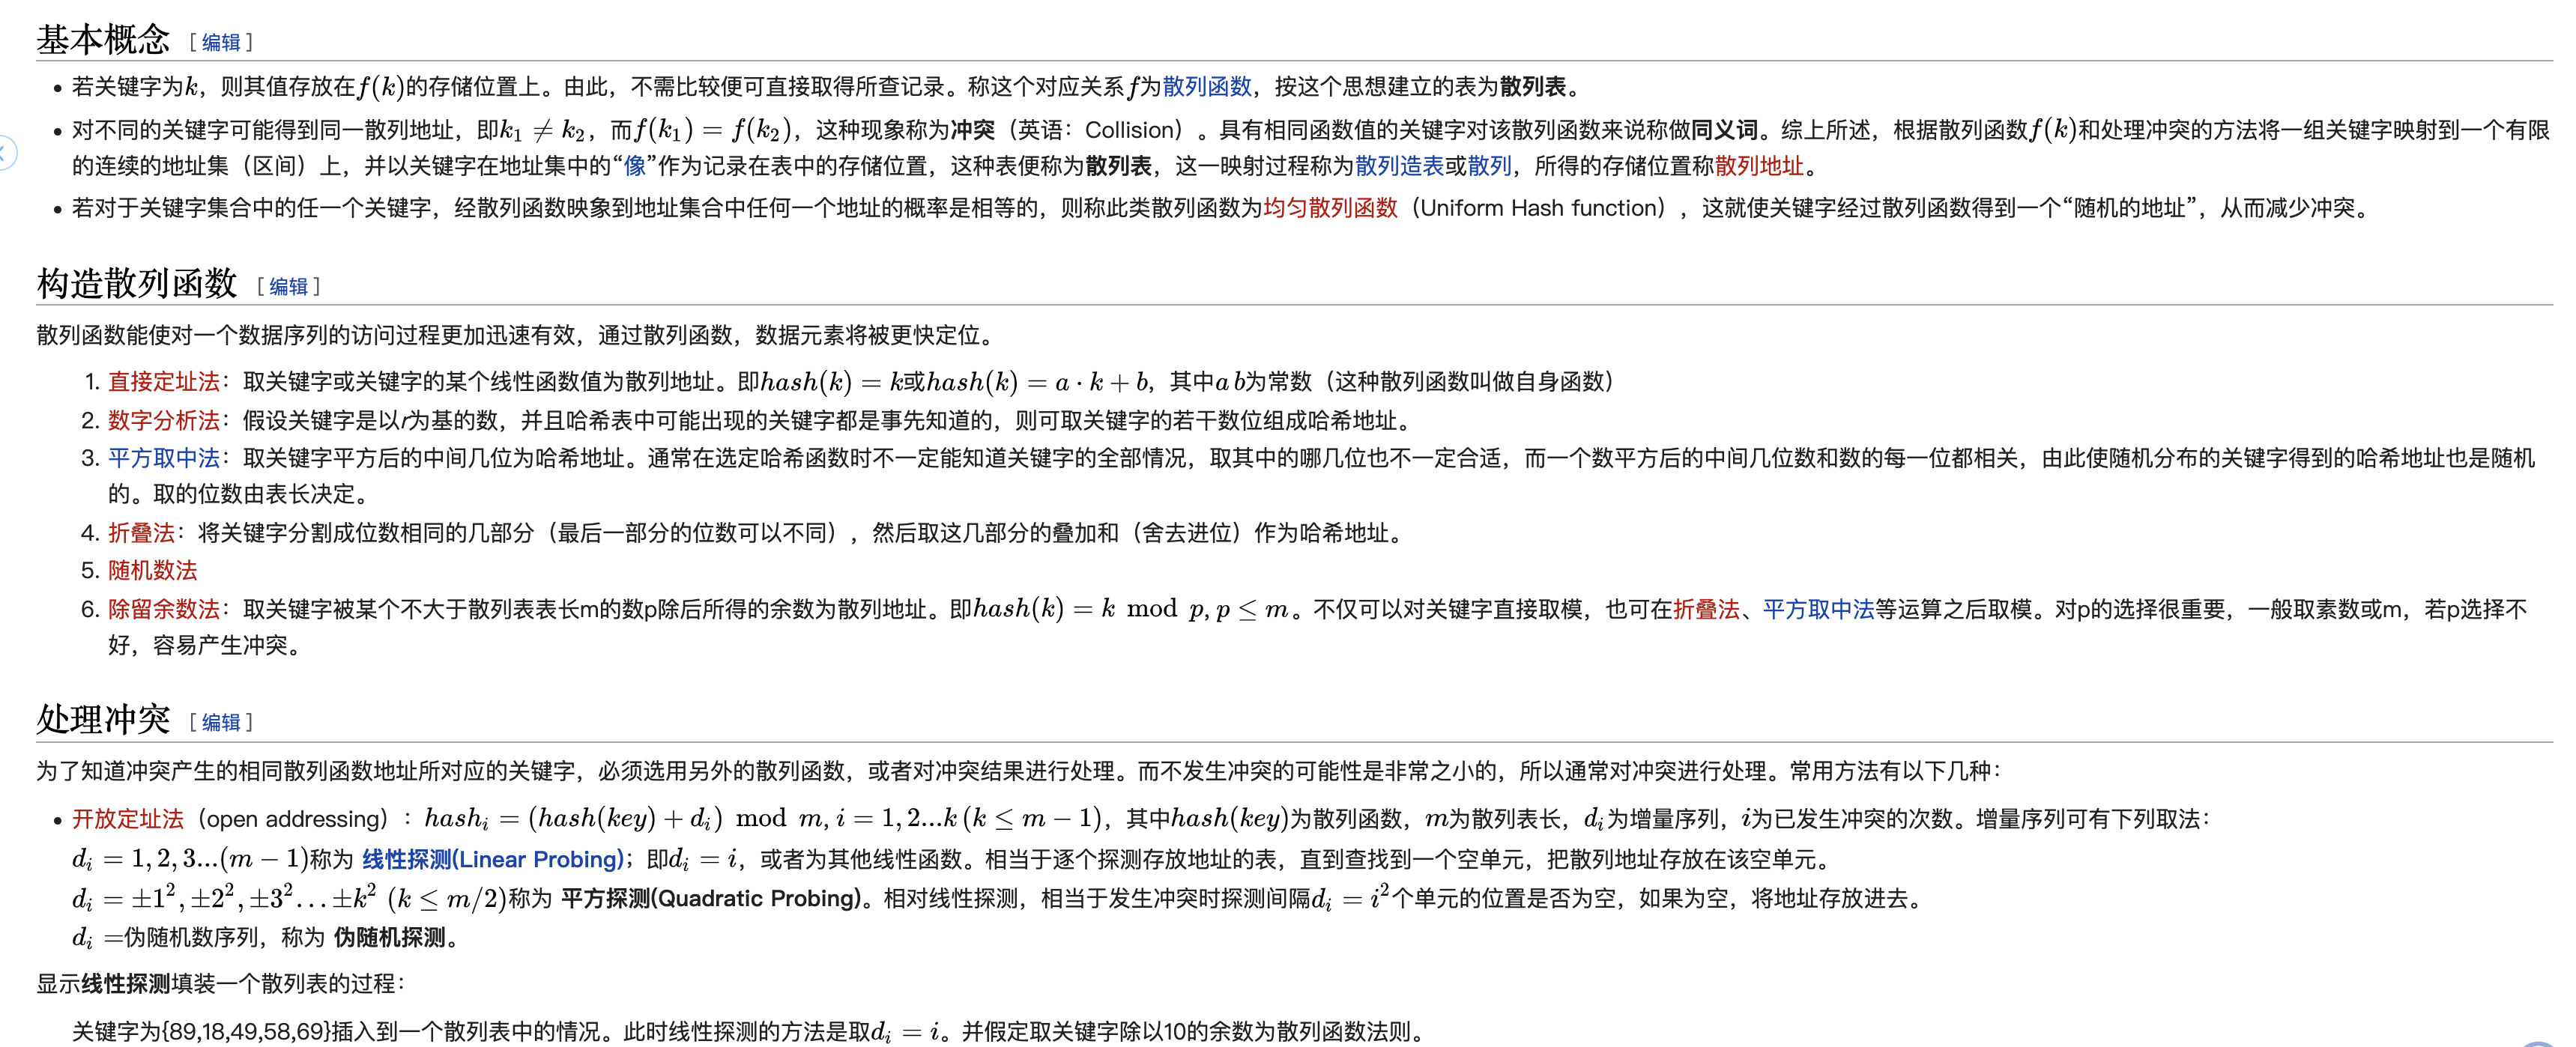 基本概念 [ 编辑 ]
• 若关键字为k，则其值存放在f(k)的存储位置上。由此，不需比较便可直接取得所查记录。称这个对应关系f为散列函数，按这个思想建立的表为散列表。
• 对不同的关键字可能得到同一散列地址，即k₁ ≠ k₂，而f(k₁) = f(k₂)，这种现象称为冲突（英语：Collision）。具有相同函数值的关键字对该散列函数来说称做同义词。综上所述，根据散列函数f(k)和处理冲突的方法将一组关键字映射到一个有限
的连续的地址集（区间）上，并以关键字在地址集中的“像”作为记录在表中的存储位置，这种表便称为散列表，这一映射过程称为散列造表或散列，所得的存储位置称散列地址。
• 若对于关键字集合中的任一个关键字，经散列函数映象到地址集合中任何一个地址的概率是相等的，则称此类散列函数为均匀散列函数（Uniform Hash function），这就使关键字经过散列函数得到一个“随机的地址”，从而减少冲突。
构造散列函数 [ 编辑 ]
散列函数能使对一个数据序列的访问过程更加迅速有效，通过散列函数，数据元素将被更快定位。
1. 直接定址法：取关键字或关键字的某个线性函数值为散列地址。即hash(k) = k或hash(k) = a · k + b，其中a b为常数（这种散列函数叫做自身函数）
2. 数字分析法：假设关键字是以r为基的数，并且哈希表中可能出现的关键字都是事先知道的，则可取关键字的若干数位组成哈希地址。
3. 平方取中法：取关键字平方后的中间几位为哈希地址。通常在选定哈希函数时不一定能知道关键字的全部情况，取其中的哪几位也不一定合适，而一个数平方后的中间几位数和数的每一位都相关，由此使随机分布的关键字得到的哈希地址也是随机
的。取的位数由表长决定。
4. 折叠法：将关键字分割成位数相同的几部分（最后一部分的位数可以不同），然后取这几部分的叠加和（舍去进位）作为哈希地址。
5. 随机数法
6. 除留余数法：取关键字被某个不大于散列表表长m的数p除后所得的余数为散列地址。即hash(k) = k mod p, p ≤ m。不仅可以对关键字直接取模，也可在折叠法、平方取中法等运算之后取模。对p的选择很重要，一般取素数或m，若p选择不
好，容易产生冲突。
处理冲突 [ 编辑 ]
为了知道冲突产生的相同散列函数地址所对应的关键字，必须选用另外的散列函数，或者对冲突结果进行处理。而不发生冲突的可能性是非常之小的，所以通常对冲突进行处理。常用方法有以下几种：
• 开放定址法（open addressing）：hashᵢ = (hash(key) + dᵢ) mod m, i = 1, 2...k (k ≤ m − 1)，其中hash(key)为散列函数，m为散列表长，dᵢ为增量序列，i为已发生冲突的次数。增量序列可有下列取法：
dᵢ = 1, 2, 3...(m − 1)称为 线性探测(Linear Probing)；即dᵢ = i，或者为其他线性函数。相当于逐个探测存放地址的表，直到查找到一个空单元，把散列地址存放在该空单元。
dᵢ = ±1², ±2², ±3²...±k² (k ≤ m/2)称为 平方探测(Quadratic Probing)。相对线性探测，相当于发生冲突时探测间隔dᵢ = i²个单元的位置是否为空，如果为空，将地址存放进去。
dᵢ =伪随机数序列，称为 伪随机探测。
显示线性探测填装一个散列表的过程：
关键字为{89,18,49,58,69}插入到一个散列表中的情况。此时线性探测的方法是取dᵢ = i。并假定取关键字除以10的余数为散列函数法则。